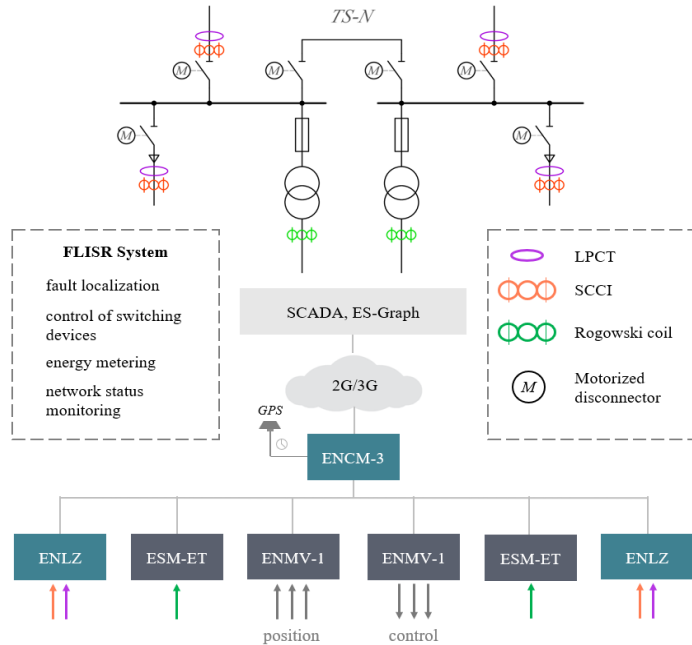 TS-N
M
M
M
M
M
M
FLISR System
fault localization
control of switching
devices
energy metering
network status
monitoring
LPCT
SCCI
Rogowski coil
M
Motorized
disconnector
SCADA, ES-Graph
2G/3G
GPS
ENCM-3
ENLZ
ESM-ET
ENMV-1
ENMV-1
ESM-ET
ENLZ
position
control